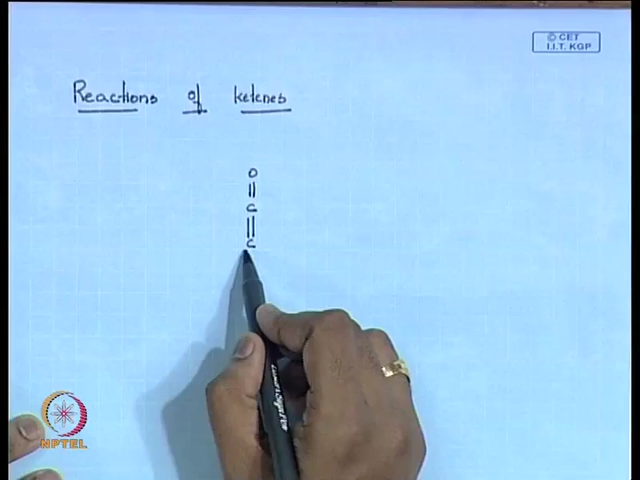 © CET
I.I.T. KGP
Reactions of ketenes
O
||
C
||
C
NPTEL